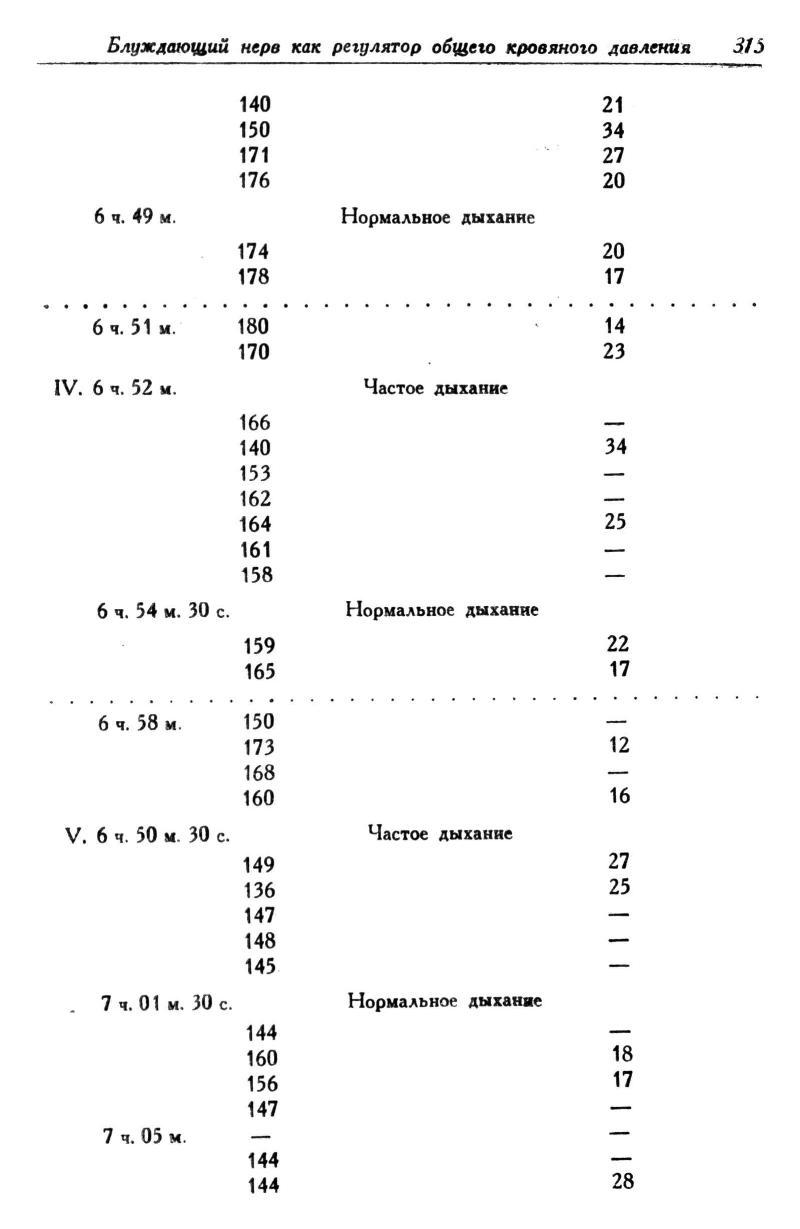 Блуждающий нерв как регулятор общего кровяного давления 315
140 21
150 34
171 27
176 20
6 ч. 49 м. Нормальное дыхание
174 20
178 17
. . . . . . . . . . . . . . . . . . . . . . . . . . . . . . . . . . . .
6 ч. 51 м. 180 14
170 23
IV. 6 ч. 52 м. Частое дыхание
166 —
140 34
153 —
162 —
164 25
161 —
158 —
6 ч. 54 м. 30 с. Нормальное дыхание
159 22
165 17
. . . . . . . . . . . . . . . . . . . . . . . . . . . . . . . . . . . .
6 ч. 58 м. 150 —
173 12
168 —
160 16
V. 6 ч. 50 м. 30 с. Частое дыхание
149 27
136 25
147 —
148 —
145 —
7 ч. 01 м. 30 с. Нормальное дыхание
144 —
160 18
156 17
147 —
7 ч. 05 м. — —
144 —
144 28